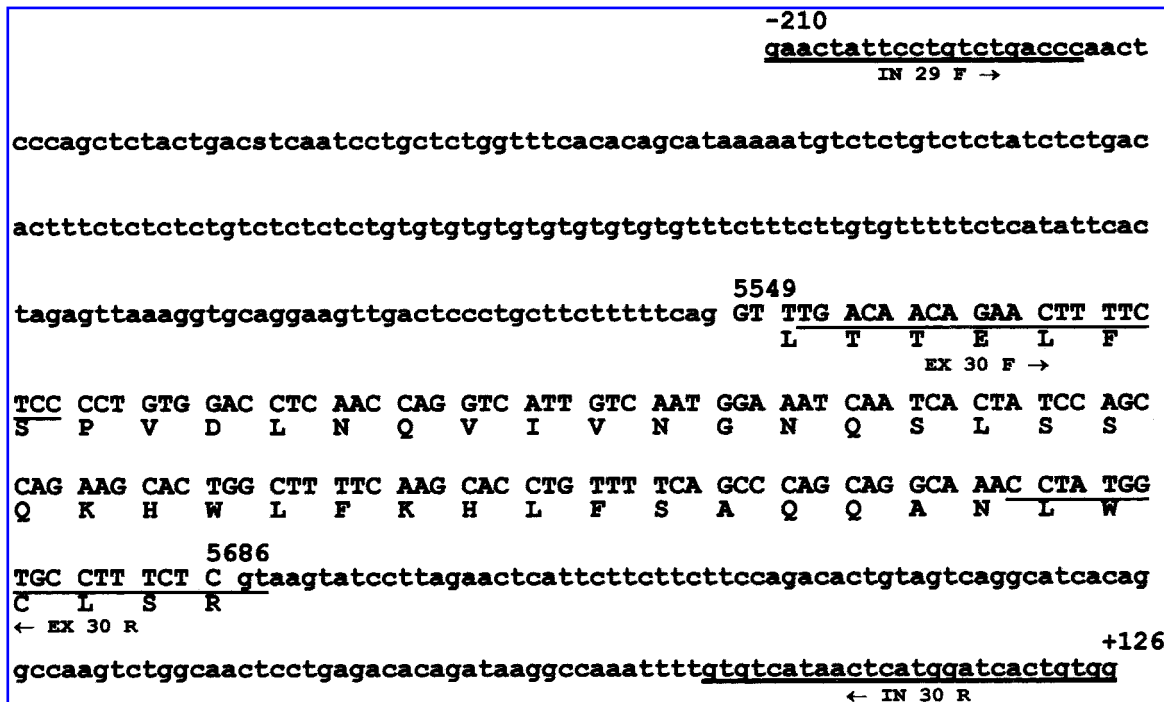 -210
gaactattcctgtctgacccaact
IN 29 F →
cccagctctactgacstcaatcctgctctggtttcacacagcataaaaatgtctctgtctctatctctgac
actttctctctctgtctctctctgtgtgtgtgtgtgtgtgtgtttctttcttgtgtttttctcatattcac
5549
tagagttaaaggtgcaggaagttgactccctgcttctttttcag GT TTG ACA ACA GAA CTT TTC
L T T E L F
EX 30 F →
TCC CCT GTG GAC CTC AAC CAG GTC ATT GTC AAT GGA AAT CAA TCA CTA TCC AGC
S P V D L N Q V I V N G N Q S L S S
CAG AAG CAC TGG CTT TTC AAG CAC CTG TTT TCA GCC CAG CAG GCA AAC CTA TGG
Q K H W L F K H L F S A Q Q A N L W
5686
TGC CTT TCT C gtaagtatccttagaactcattcttcttcttccagacactgtagtcaggcatcacag
C L S R
← EX 30 R
+126
gccaagtctggcaactcctgagacacagataaggccaaattttgtgtcataactcatggatcactgtgg
← IN 30 R